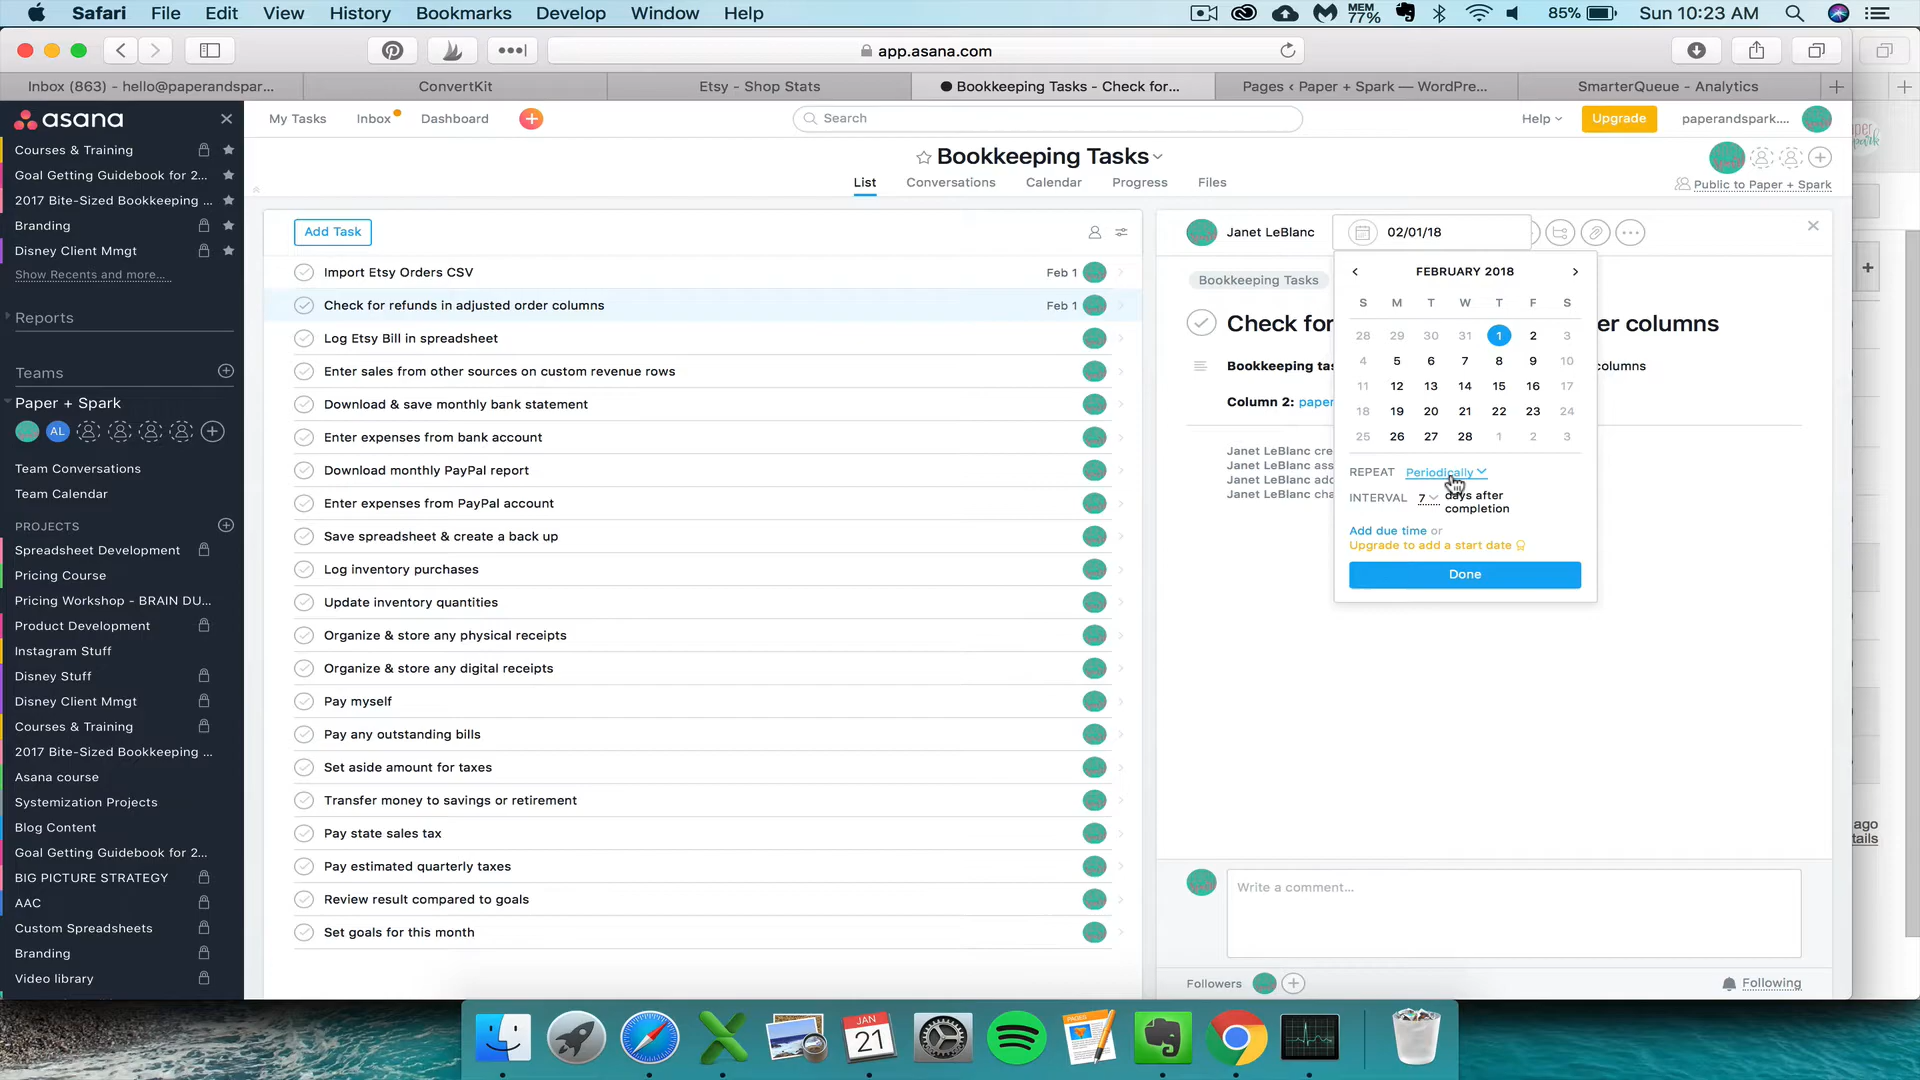 Safari File Edit View History Bookmarks Develop Window Help
MEM 77% 85% Sun 10:23 AM
app.asana.com
Inbox (863) - hello@paperandspar...
ConvertKit
Etsy - Shop Stats
Bookkeeping Tasks - Check for...
Pages ‹ Paper + Spark — WordPre...
SmarterQueue - Analytics
asana
Courses & Training
Goal Getting Guidebook for 2...
2017 Bite-Sized Bookkeeping ...
Branding
Disney Client Mmgt
Show Recents and more...
Reports
Teams
Paper + Spark
AL
Team Conversations
Team Calendar
PROJECTS
Spreadsheet Development
Pricing Course
Pricing Workshop - BRAIN DU...
Product Development
Instagram Stuff
Disney Stuff
Disney Client Mmgt
Courses & Training
2017 Bite-Sized Bookkeeping ...
Asana course
Systemization Projects
Blog Content
Goal Getting Guidebook for 2...
BIG PICTURE STRATEGY
AAC
Custom Spreadsheets
Branding
Video library
My Tasks
Inbox
Dashboard
Search
Help
Upgrade
paperandspark....
Bookkeeping Tasks
List
Conversations
Calendar
Progress
Files
Public to Paper + Spark
Add Task
Import Etsy Orders CSV Feb 1
Check for refunds in adjusted order columns Feb 1
Log Etsy Bill in spreadsheet
Enter sales from other sources on custom revenue rows
Download & save monthly bank statement
Enter expenses from bank account
Download monthly PayPal report
Enter expenses from PayPal account
Save spreadsheet & create a back up
Log inventory purchases
Update inventory quantities
Organize & store any physical receipts
Organize & store any digital receipts
Pay myself
Pay any outstanding bills
Set aside amount for taxes
Transfer money to savings or retirement
Pay state sales tax
Pay estimated quarterly taxes
Review result compared to goals
Set goals for this month
Janet LeBlanc
02/01/18
Bookkeeping Tasks
Check for er columns
Bookkeeping tas columns
Column 2: paper
Janet LeBlanc cre
Janet LeBlanc ass
Janet LeBlanc add
Janet LeBlanc cha
FEBRUARY 2018
S M T W T F S
28 29 30 31 1 2 3
4 5 6 7 8 9 10
11 12 13 14 15 16 17
18 19 20 21 22 23 24
25 26 27 28 1 2 3
REPEAT Periodically
INTERVAL 7 days after
completion
Add due time or
Upgrade to add a start date
Done
Write a comment...
Followers
Following
ago
tails
JAN
21
PAGES